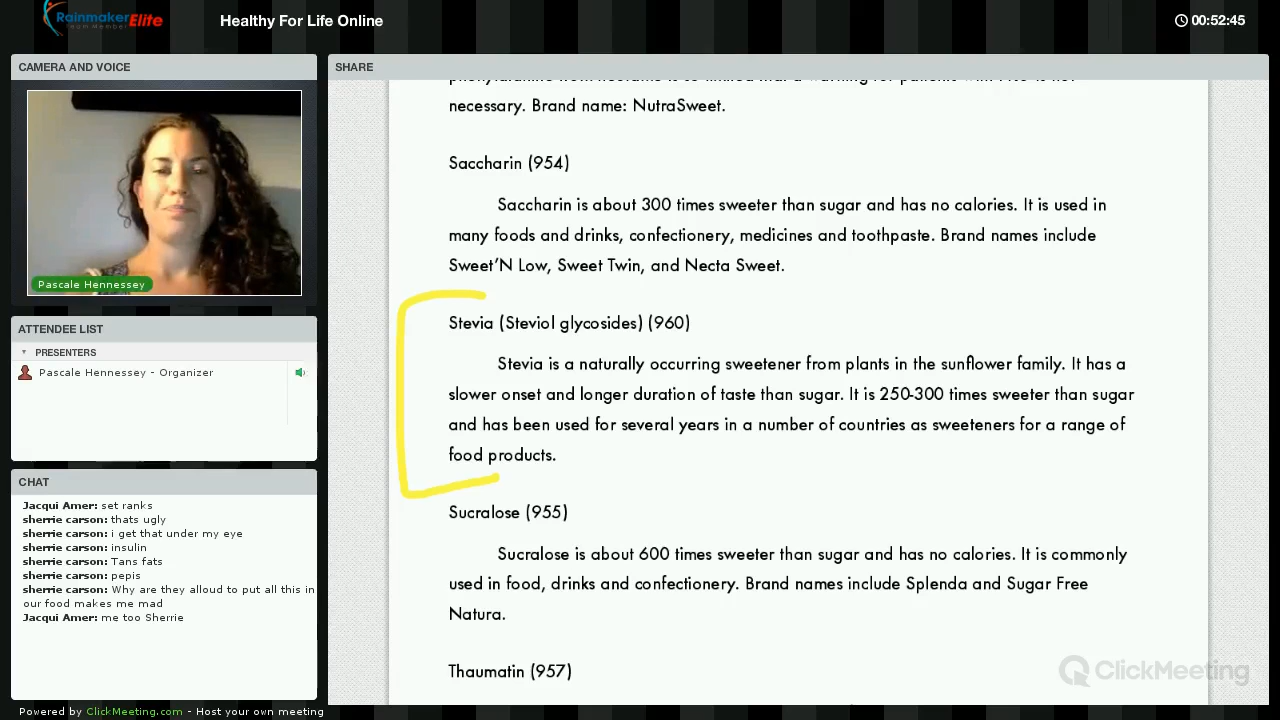 RainmakerElite
Team Member
Healthy For Life Online
00:52:45
CAMERA AND VOICE
Pascale Hennessey
ATTENDEE LIST
PRESENTERS
Pascale Hennessey - Organizer
CHAT
Jacqui Amer: set ranks
sherrie carson: thats ugly
sherrie carson: i get that under my eye
sherrie carson: insulin
sherrie carson: Tans fats
sherrie carson: pepis
sherrie carson: Why are they alloud to put all this in
our food makes me mad
Jacqui Amer: me too Sherrie
Powered by ClickMeeting.com - Host your own meeting
SHARE
necessary. Brand name: NutraSweet.
Saccharin (954)
Saccharin is about 300 times sweeter than sugar and has no calories. It is used in
many foods and drinks, confectionery, medicines and toothpaste. Brand names include
Sweet'N Low, Sweet Twin, and Necta Sweet.
Stevia (Steviol glycosides) (960)
Stevia is a naturally occurring sweetener from plants in the sunflower family. It has a
slower onset and longer duration of taste than sugar. It is 250-300 times sweeter than sugar
and has been used for several years in a number of countries as sweeteners for a range of
food products.
Sucralose (955)
Sucralose is about 600 times sweeter than sugar and has no calories. It is commonly
used in food, drinks and confectionery. Brand names include Splenda and Sugar Free
Natura.
Thaumatin (957)
ClickMeeting